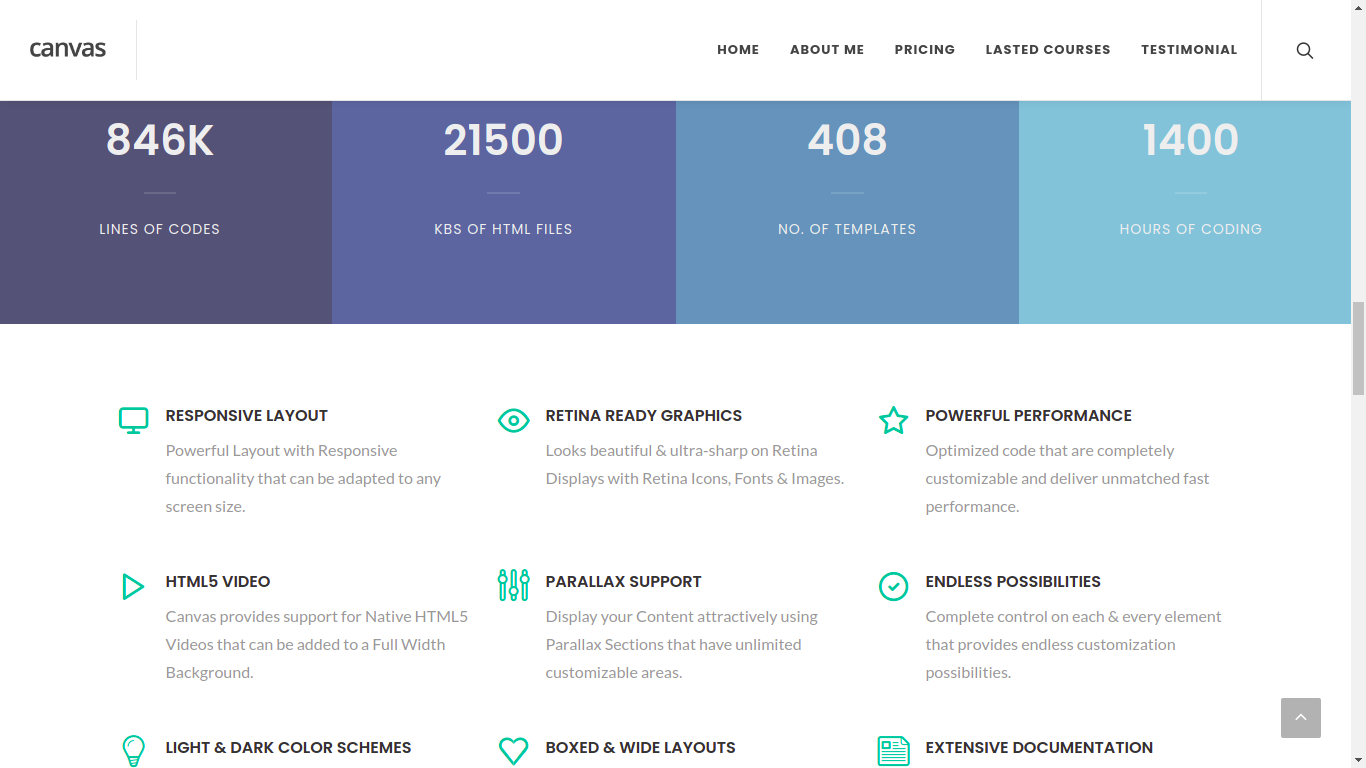 canvas
HOME ABOUT ME PRICING LASTED COURSES TESTIMONIAL
846K
LINES OF CODES
21500
KBS OF HTML FILES
408
NO. OF TEMPLATES
1400
HOURS OF CODING
RESPONSIVE LAYOUT
Powerful Layout with Responsive
functionality that can be adapted to any
screen size.
RETINA READY GRAPHICS
Looks beautiful & ultra-sharp on Retina
Displays with Retina Icons, Fonts & Images.
POWERFUL PERFORMANCE
Optimized code that are completely
customizable and deliver unmatched fast
performance.
HTML5 VIDEO
Canvas provides support for Native HTML5
Videos that can be added to a Full Width
Background.
PARALLAX SUPPORT
Display your Content attractively using
Parallax Sections that have unlimited
customizable areas.
ENDLESS POSSIBILITIES
Complete control on each & every element
that provides endless customization
possibilities.
LIGHT & DARK COLOR SCHEMES
BOXED & WIDE LAYOUTS
EXTENSIVE DOCUMENTATION